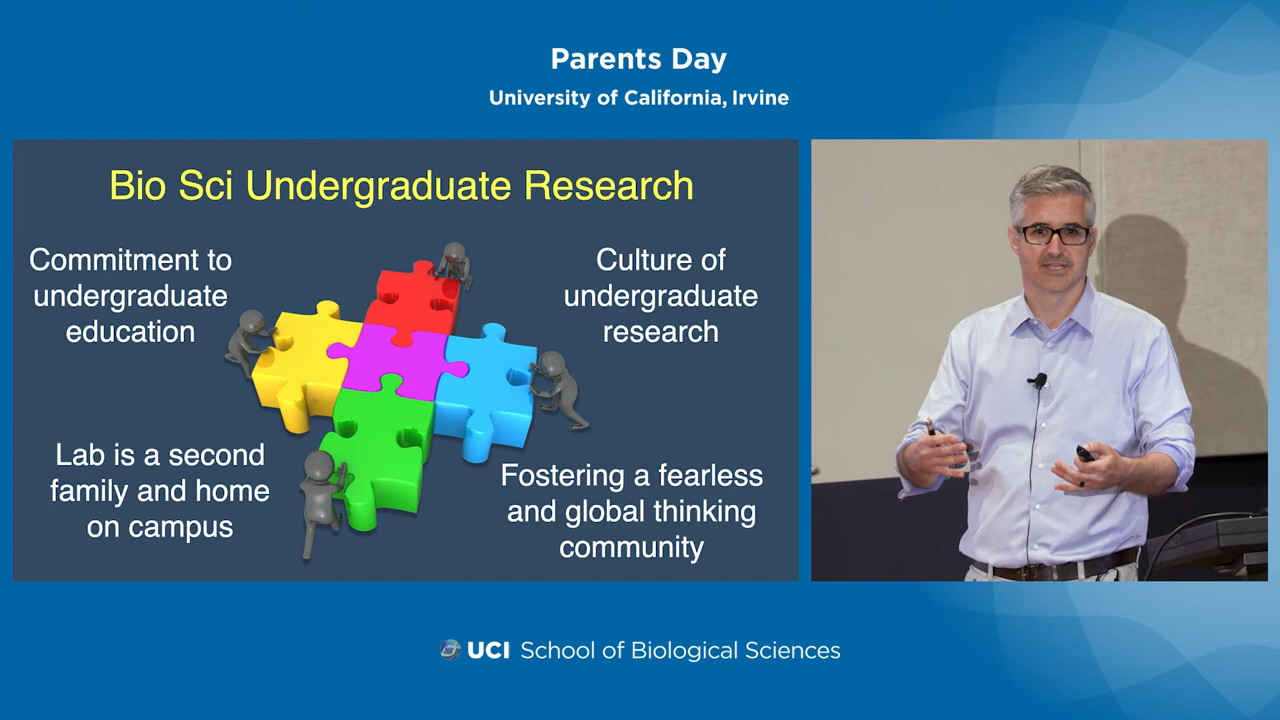 Parents Day
University of California, Irvine
Bio Sci Undergraduate Research
Commitment to
undergraduate
education
Culture of
undergraduate
research
Lab is a second
family and home
on campus
Fostering a fearless
and global thinking
community
UCI School of Biological Sciences